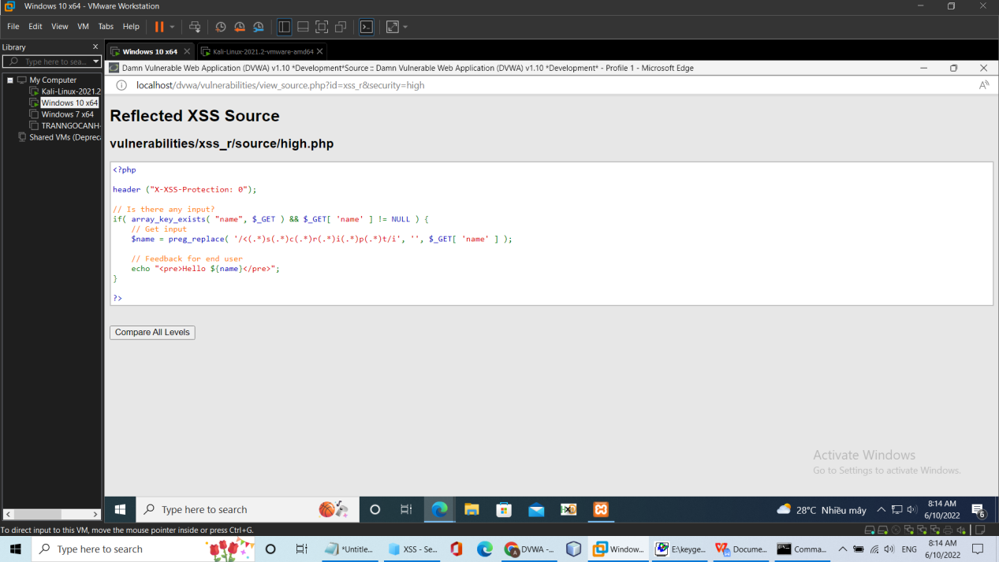 Windows 10 x64 - VMware Workstation
File Edit View VM Tabs Help
Library
Type here to sea...
My Computer
Kali-Linux-2021.2
Windows 10 x64
Windows 7 x64
TRANNGOCANH-
Shared VMs (Depreca
Windows 10 x64
Kali-Linux-2021.2-vmware-amd64
Damn Vulnerable Web Application (DVWA) v1.10 *Development*Source :: Damn Vulnerable Web Application (DVWA) v1.10 *Development* - Profile 1 - Microsoft Edge
localhost/dvwa/vulnerabilities/view_source.php?id=xss_r&security=high
Reflected XSS Source
vulnerabilities/xss_r/source/high.php
<?php
header ("X-XSS-Protection: 0");
// Is there any input?
if( array_key_exists( "name", $_GET ) && $_GET[ 'name' ] != NULL ) {
// Get input
$name = preg_replace( '/<(.*)s(.*)c(.*)r(.*)i(.*)p(.*)t/i', '', $_GET[ 'name' ] );
// Feedback for end user
echo "<pre>Hello ${name}</pre>";
}
?>
Compare All Levels
Activate Windows
Go to Settings to activate Windows.
Type here to search
28°C Nhiều mây
8:14 AM
6/10/2022
6
To direct input to this VM, move the mouse pointer inside or press Ctrl+G.
Type here to search
*Untitle...
XSS - Se...
DVWA -...
Window...
E:\keyge...
Docume...
Comma...
ENG
8:14 AM
6/10/2022